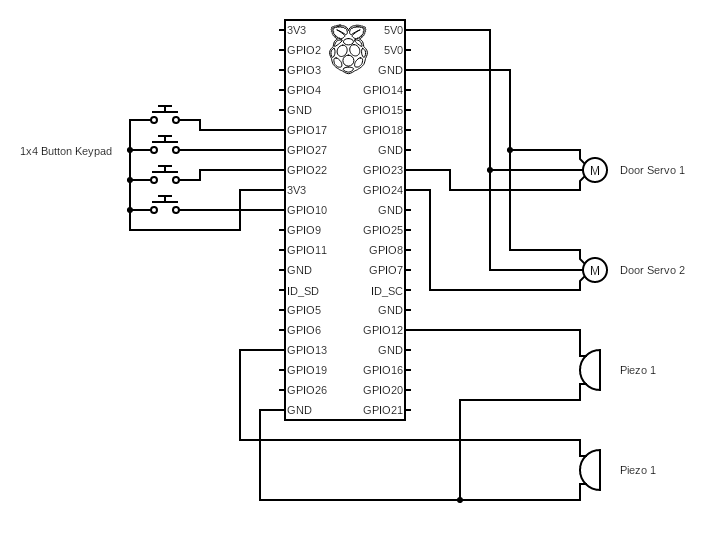 3V3 5V0
GPIO2 5V0
GPIO3 GND
GPIO4 GPIO14
GND GPIO15
GPIO17 GPIO18
1x4 Button Keypad GPIO27 GND
GPIO22 GPIO23 M Door Servo 1
3V3 GPIO24
GPIO10 GND
GPIO9 GPIO25
GPIO11 GPIO8
GND GPIO7 M Door Servo 2
ID_SD ID_SC
GPIO5 GND
GPIO6 GPIO12
GPIO13 GND
GPIO19 GPIO16 Piezo 1
GPIO26 GPIO20
GND GPIO21
Piezo 1